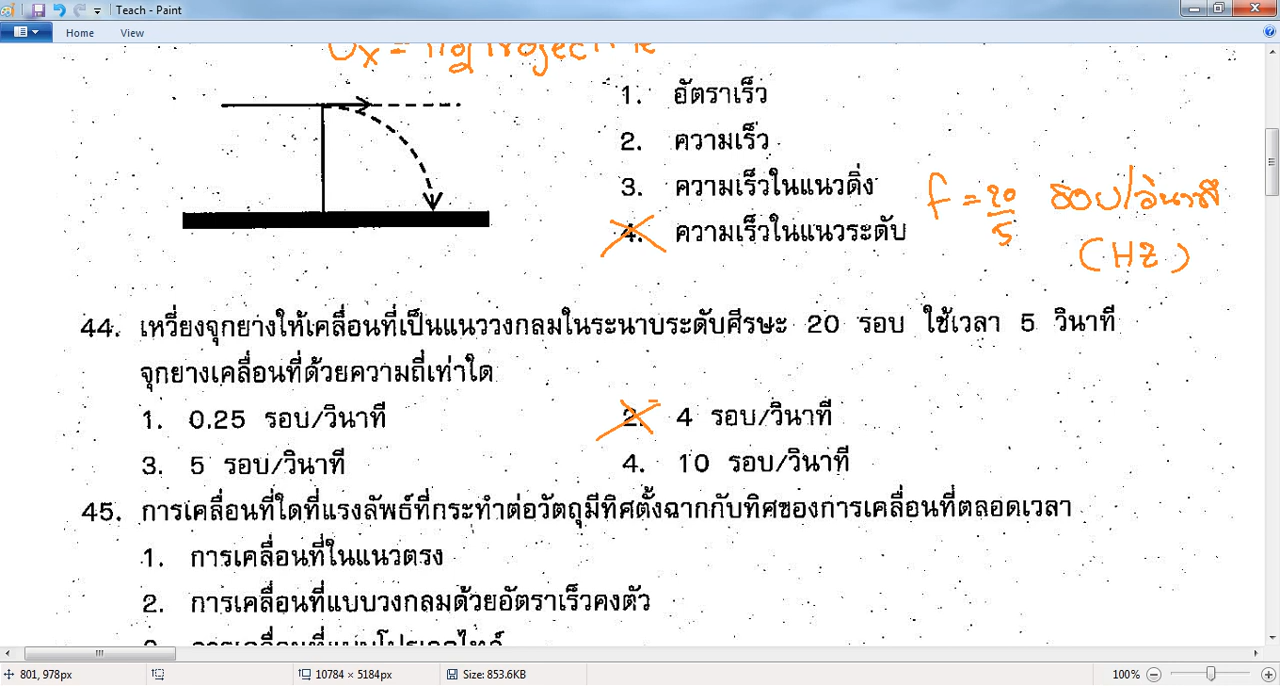 Teach - Paint
Home View
1. อัตราเร็ว
2. ความเร็ว
3. ความเร็วในแนวดิ่ง
4. ความเร็วในแนวระดับ
f = 20/5 รอบ/วินาที
(HZ)
44. เหวี่ยงจุกยางให้เคลื่อนที่เป็นแนววงกลมในระนาบระดับศีรษะ 20 รอบ ใช้เวลา 5 วินาที
จุกยางเคลื่อนที่ด้วยความถี่เท่าใด
1. 0.25 รอบ/วินาที 2. 4 รอบ/วินาที
3. 5 รอบ/วินาที 4. 10 รอบ/วินาที
45. การเคลื่อนที่ใดที่แรงลัพธ์ที่กระทำต่อวัตถุมีทิศตั้งฉากกับทิศของการเคลื่อนที่ตลอดเวลา
1. การเคลื่อนที่ในแนวตรง
2. การเคลื่อนที่แบบวงกลมด้วยอัตราเร็วคงตัว
801, 978px 10784 × 5184px Size: 853.6KB 100%